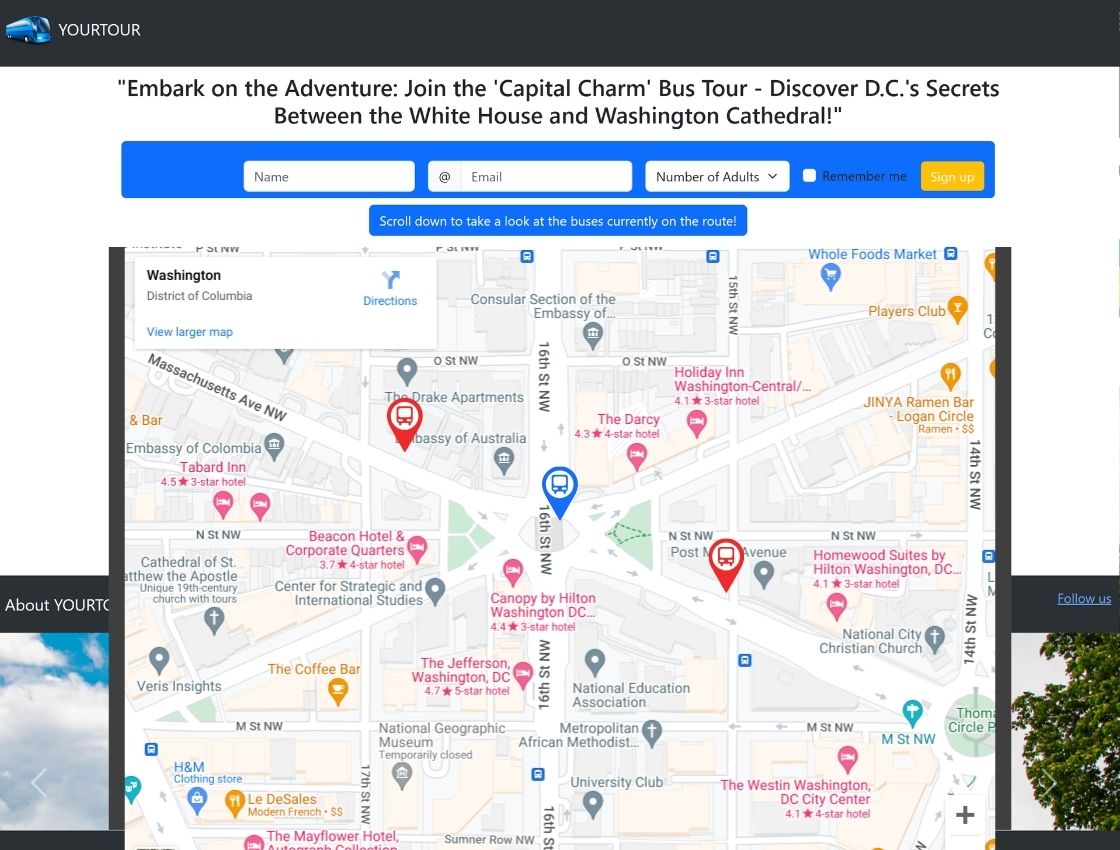 YOURTOUR
"Embark on the Adventure: Join the 'Capital Charm' Bus Tour - Discover D.C.'s Secrets
Between the White House and Washington Cathedral!"
Name
@ Email
Number of Adults
Remember me
Sign up
Scroll down to take a look at the buses currently on the route!
P St NW
P St NW
P St NW
Washington
District of Columbia
Directions
View larger map
Whole Foods Market
Consular Section of the
Embassy of...
15th St NW
Players Club
16th St NW
O St NW
O St NW
Massachusetts Ave NW
Holiday Inn
Washington-Central/...
4.1★3-star hotel
The Drake Apartments
JINYA Ramen Bar
- Logan Circle
Ramen • $$
& Bar
The Darcy
4.3★4-star hotel
Embassy of Colombia
bassy of Australia
14th St NW
Tabard Inn
4.5★3-star hotel
16th St NW
N St NW
N St NW
N St NW
Beacon Hotel &
Corporate Quarters
3.7★4-star hotel
Post M Avenue
Homewood Suites by
Hilton Washington, DC...
4.1★3-star hotel
Cathedral of St.
tthew the Apostle
Unique 19th-century
church with tours
Center for Strategic and
International Studies
Canopy by Hilton
Washington DC...
4.4★3-star hotel
14th St NW
National City
Christian Church
About YOURTO
Follow us
16th St NW
The Coffee Bar
The Jefferson,
Washington, DC
4.7★5-star hotel
Veris Insights
National Education
Association
M St NW
M St NW
M St NW
Thoma
Circle P
National Geographic
Museum
Temporarily closed
Metropolitan
African Methodist...
H&M
Clothing store
17th St NW
University Club
The Westin Washington,
DC City Center
4.1★4-star hotel
Le DeSales
Modern French • $$
16th St NW
The Mayflower Hotel,
Autograph Collection
Sumner Row NW